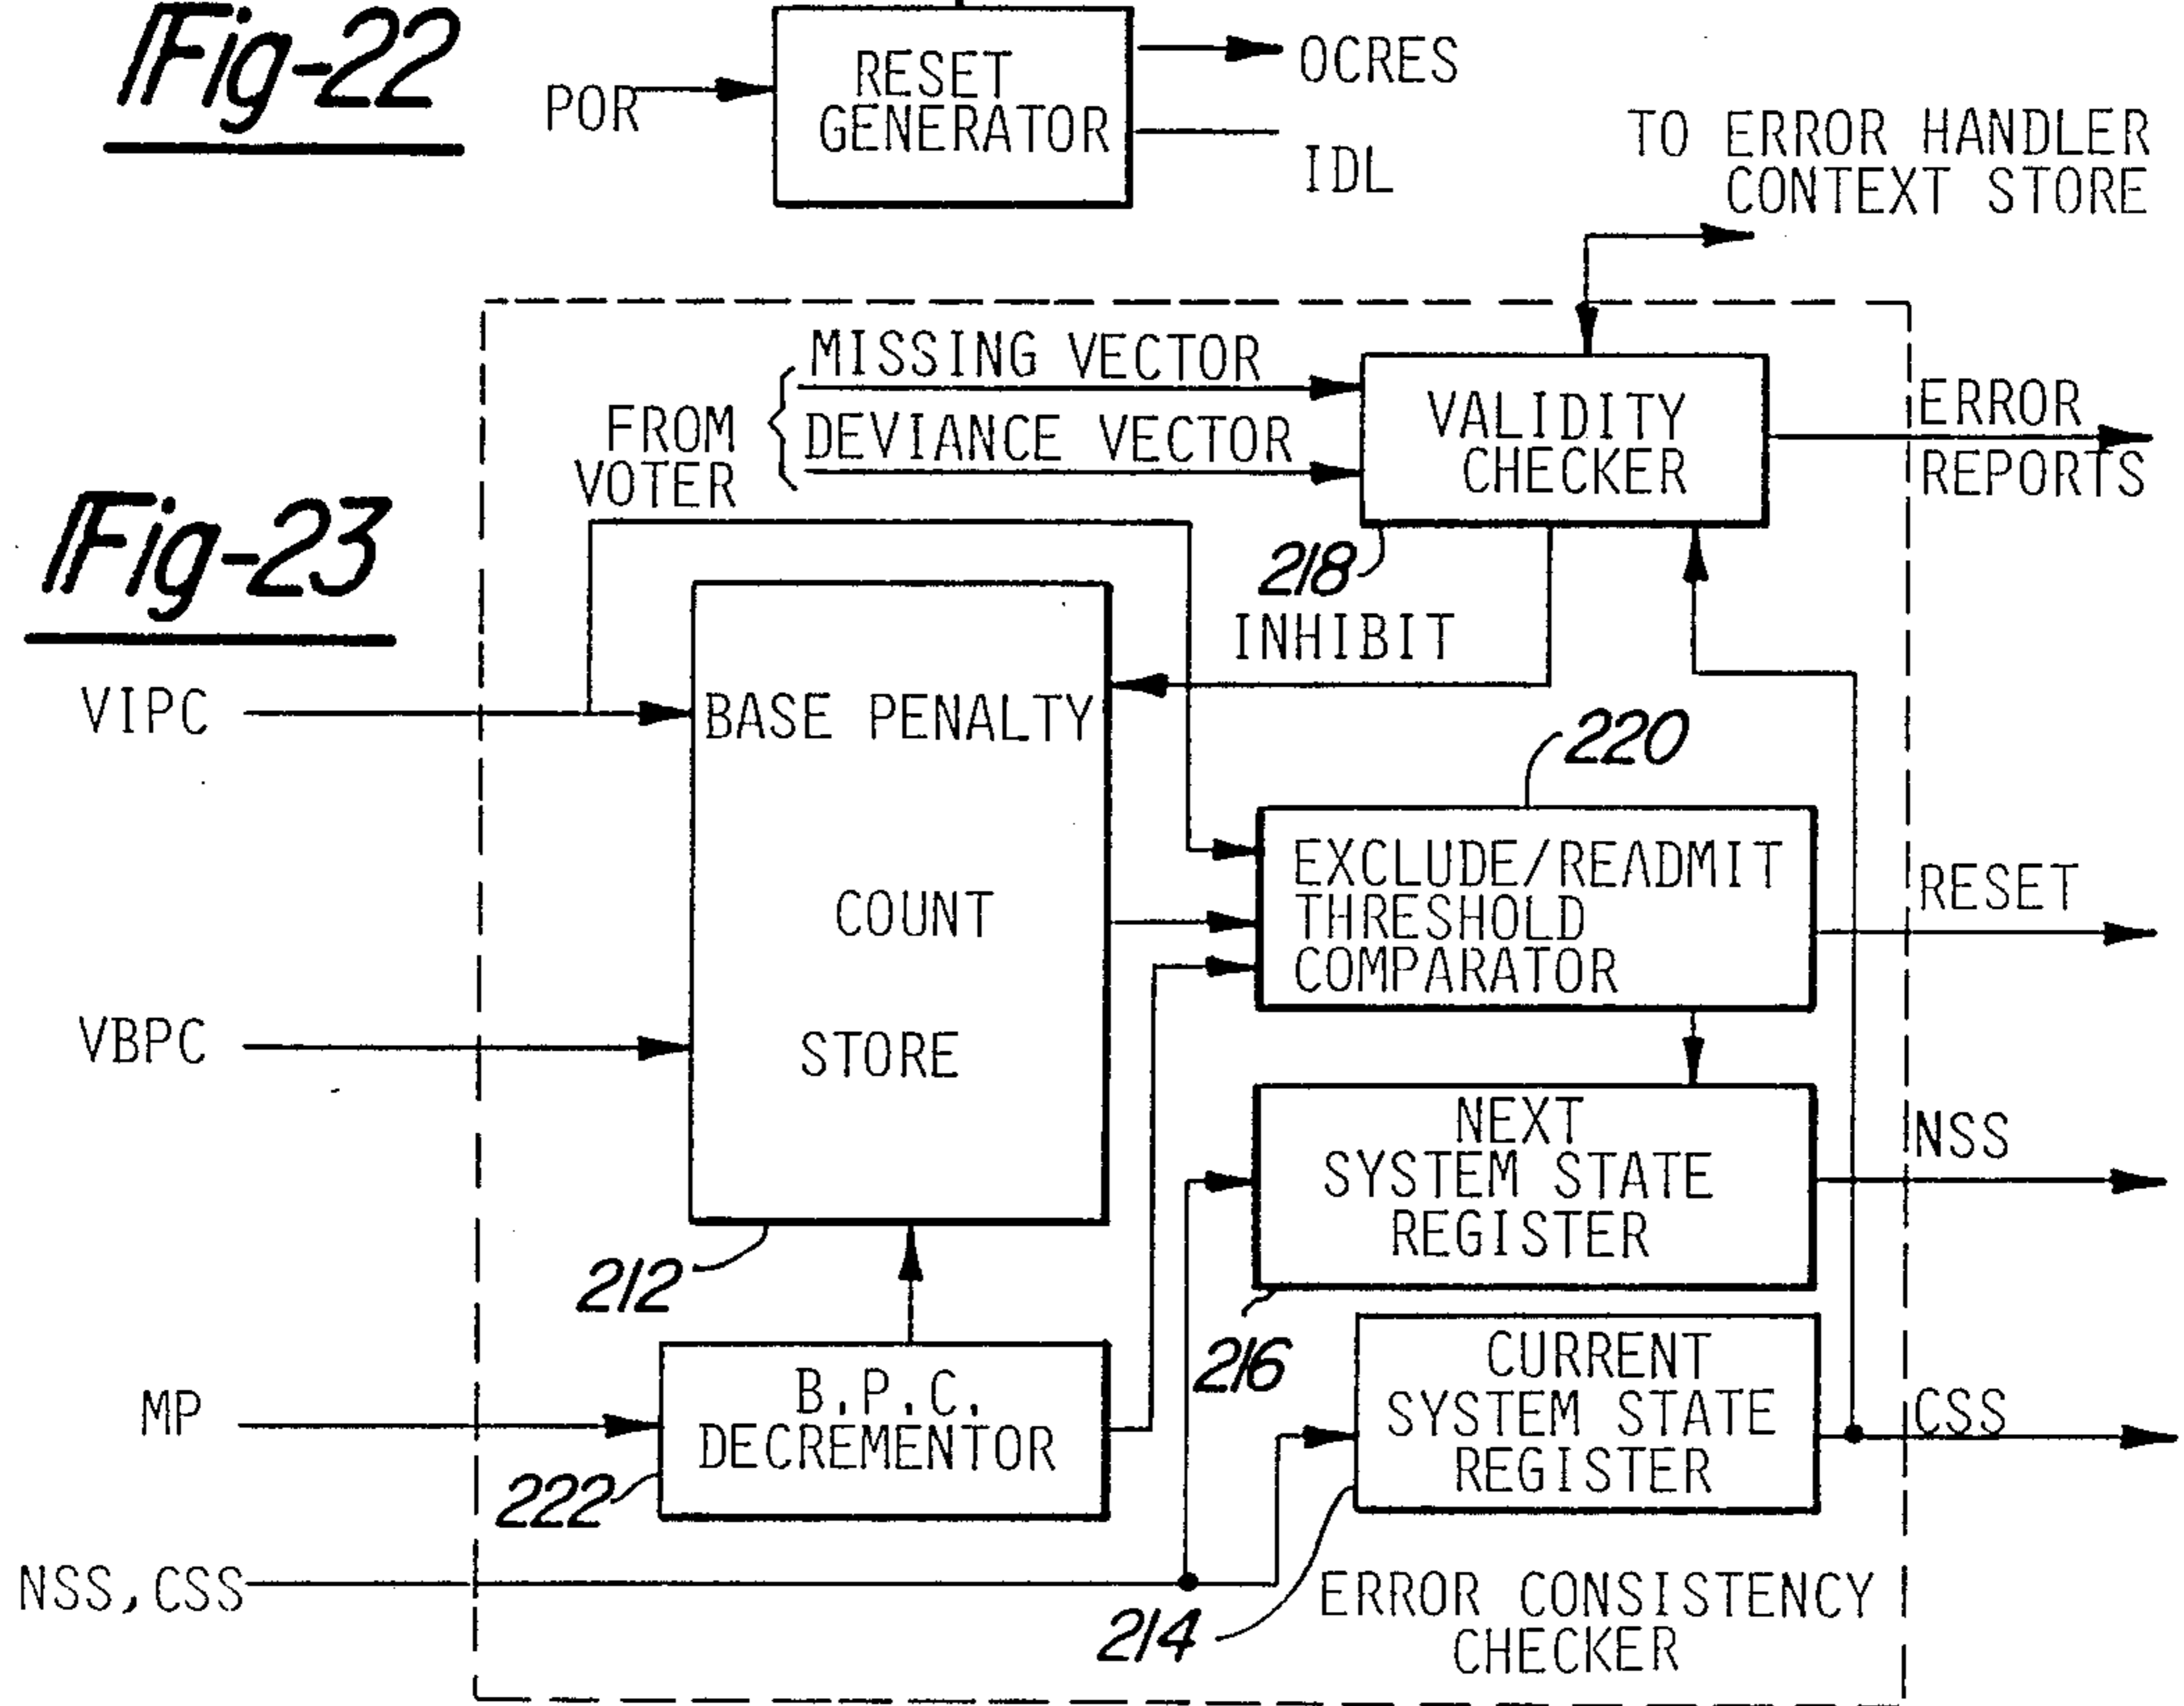 Fig-22
POR
RESET
GENERATOR
OCRES
IDL
TO ERROR HANDLER
CONTEXT STORE
MISSING VECTOR
DEVIANCE VECTOR
FROM
VOTER
VALIDITY
CHECKER
ERROR
REPORTS
Fig-23
218
INHIBIT
VIPC
BASE PENALTY
COUNT
STORE
220
EXCLUDE/READMIT
THRESHOLD
COMPARATOR
RESET
VBPC
NEXT
SYSTEM STATE
REGISTER
NSS
212
216
MP
B.P.C.
DECREMENTOR
222
CURRENT
SYSTEM STATE
REGISTER
CSS
NSS,CSS
214
ERROR CONSISTENCY
CHECKER